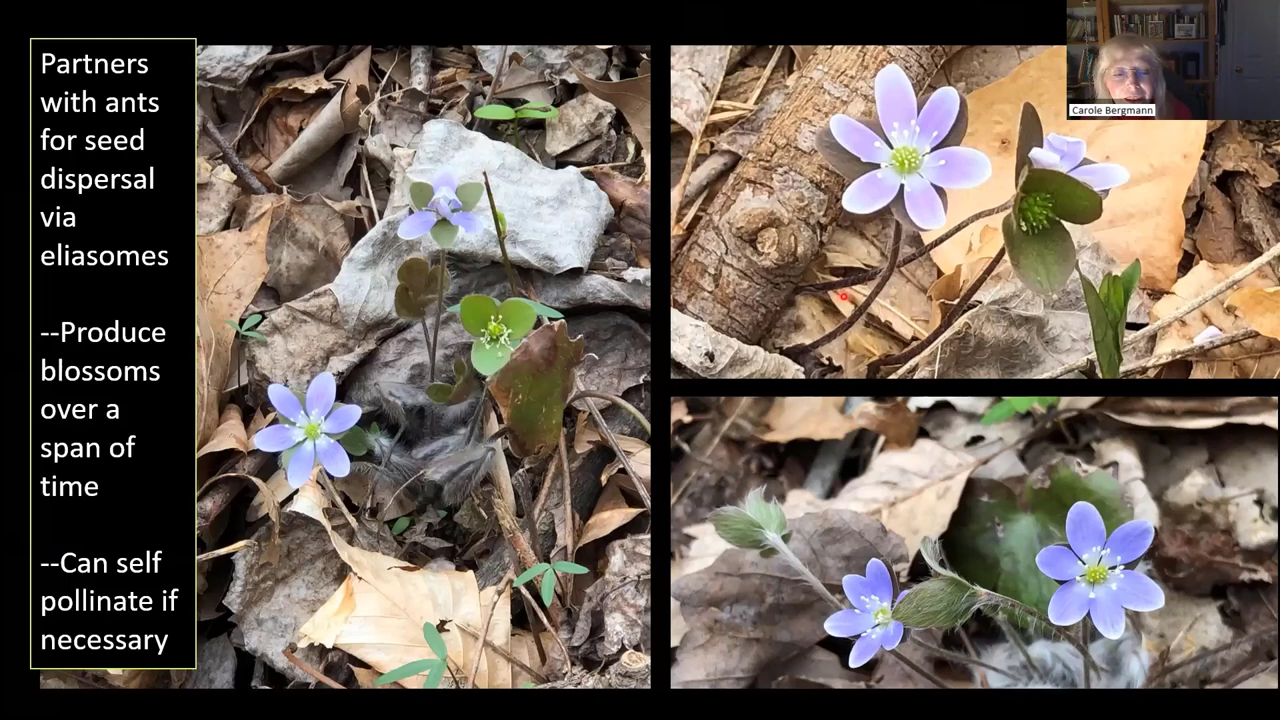 Partners
with ants
for seed
dispersal
via
eliasomes
--Produce
blossoms
over a
span of
time
--Can self
pollinate if
necessary
Carole Bergmann